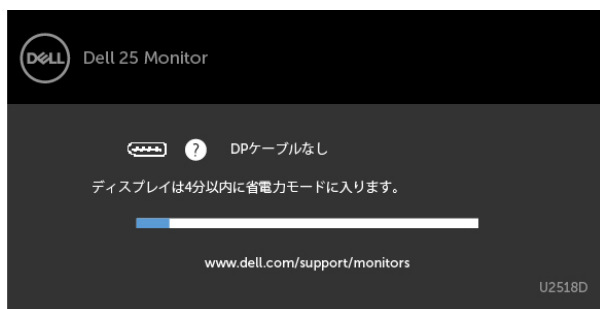 DELL
Dell 25 Monitor
? DPケーブルなし
ディスプレイは4分以内に省電力モードに入ります。
www.dell.com/support/monitors
U2518D